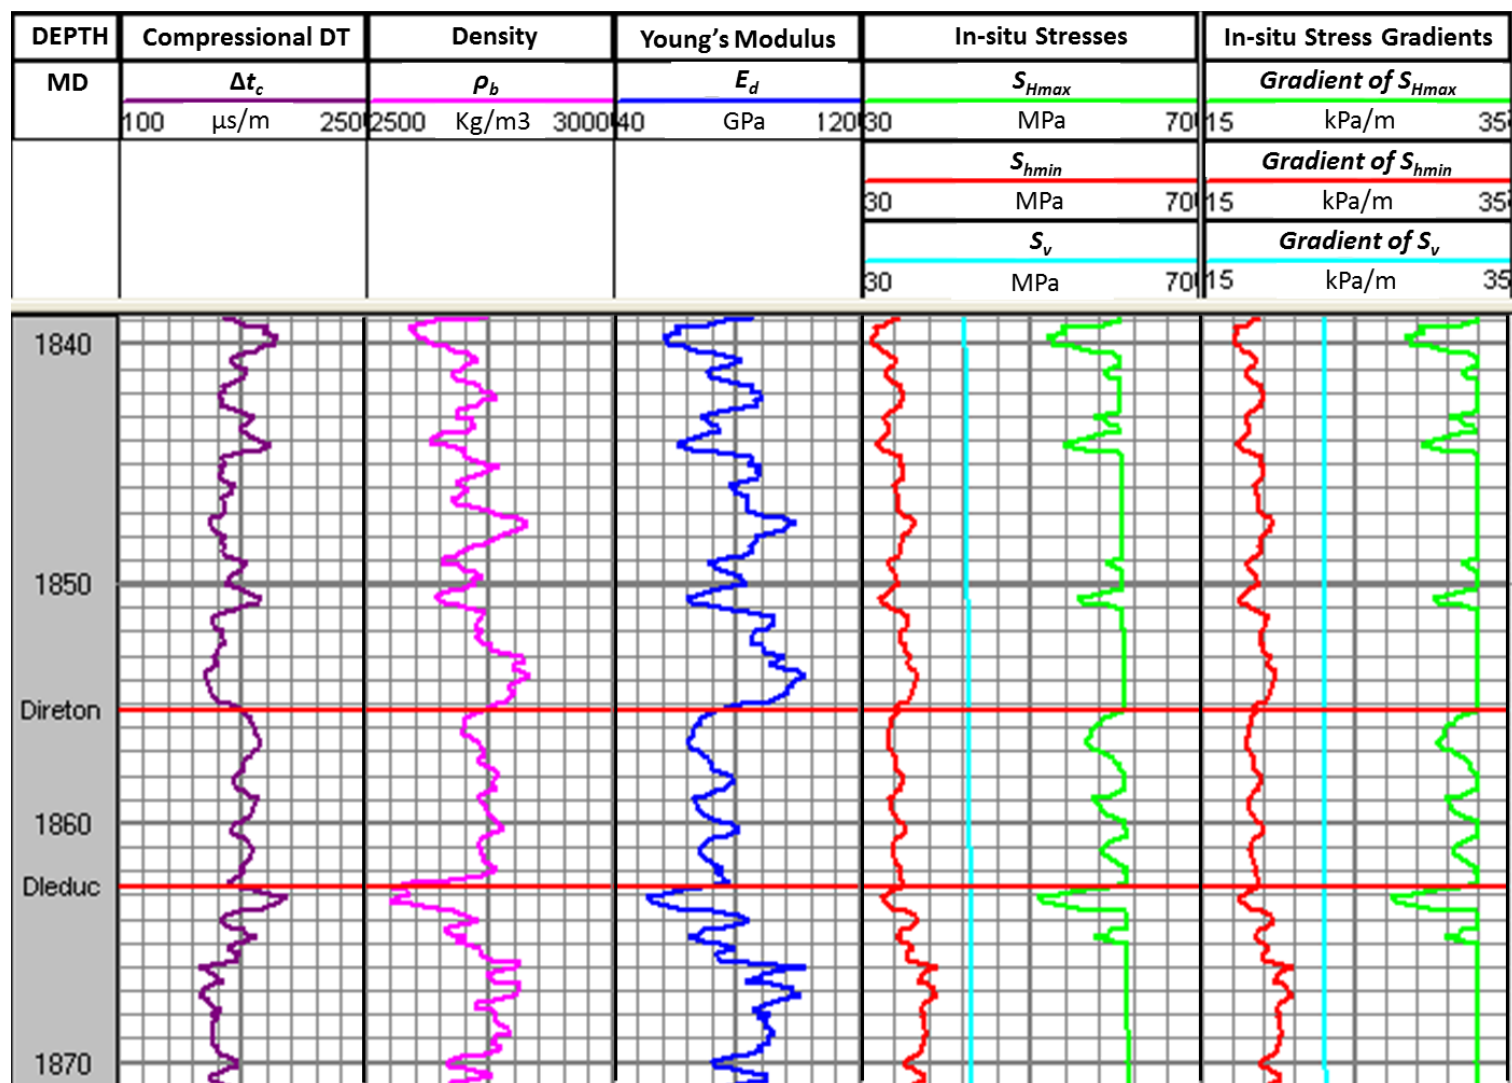 DEPTH Compressional DT Density Young's Modulus In-situ Stresses In-situ Stress Gradients
MD Δtc ρb Ed SHmax Gradient of SHmax
100 μs/m 250 2500 Kg/m3 3000 40 GPa 120 30 MPa 70 15 kPa/m 35
Shmin Gradient of Shmin
30 MPa 70 15 kPa/m 35
Sv Gradient of Sv
30 MPa 70 15 kPa/m 35
1840
1850
Direton
1860
Dleduc
1870